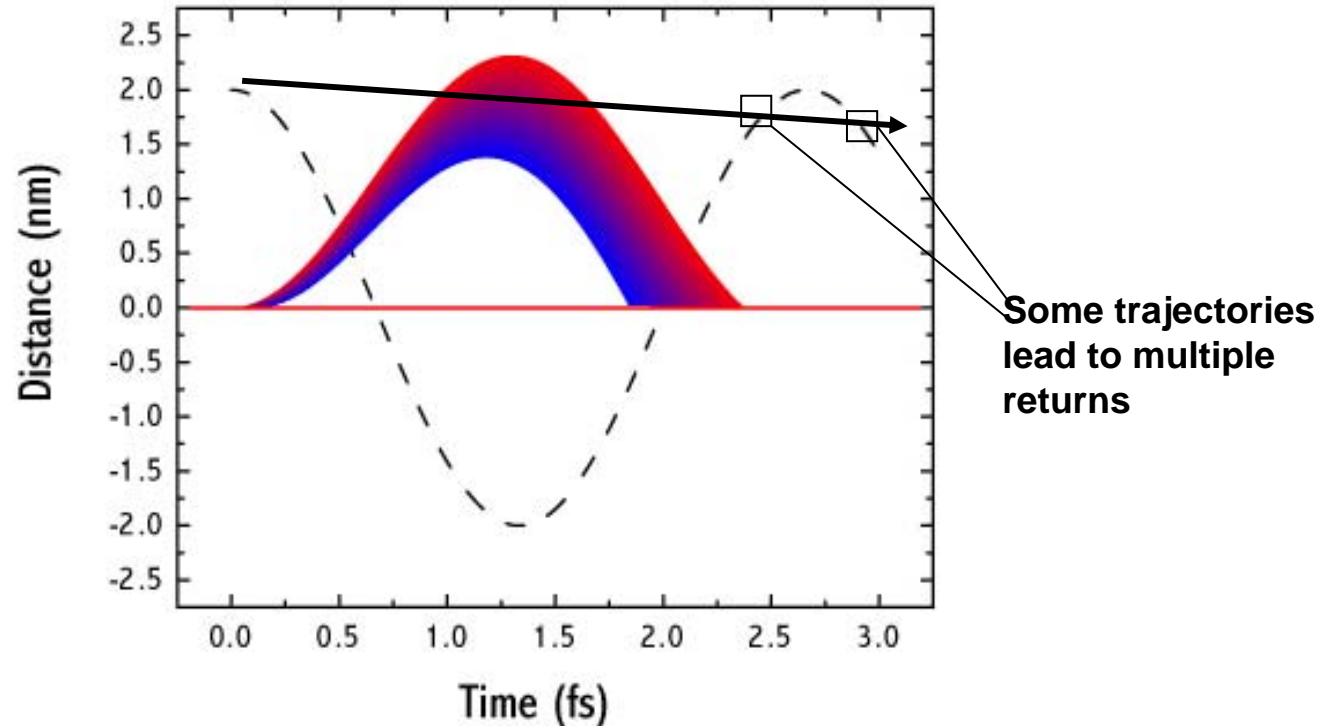 2.5
2.0
1.5
1.0
0.5
0.0
-0.5
-1.0
-1.5
-2.0
-2.5
Distance (nm)
Some trajectories
lead to multiple
returns
0.0 0.5 1.0 1.5 2.0 2.5 3.0
Time (fs)